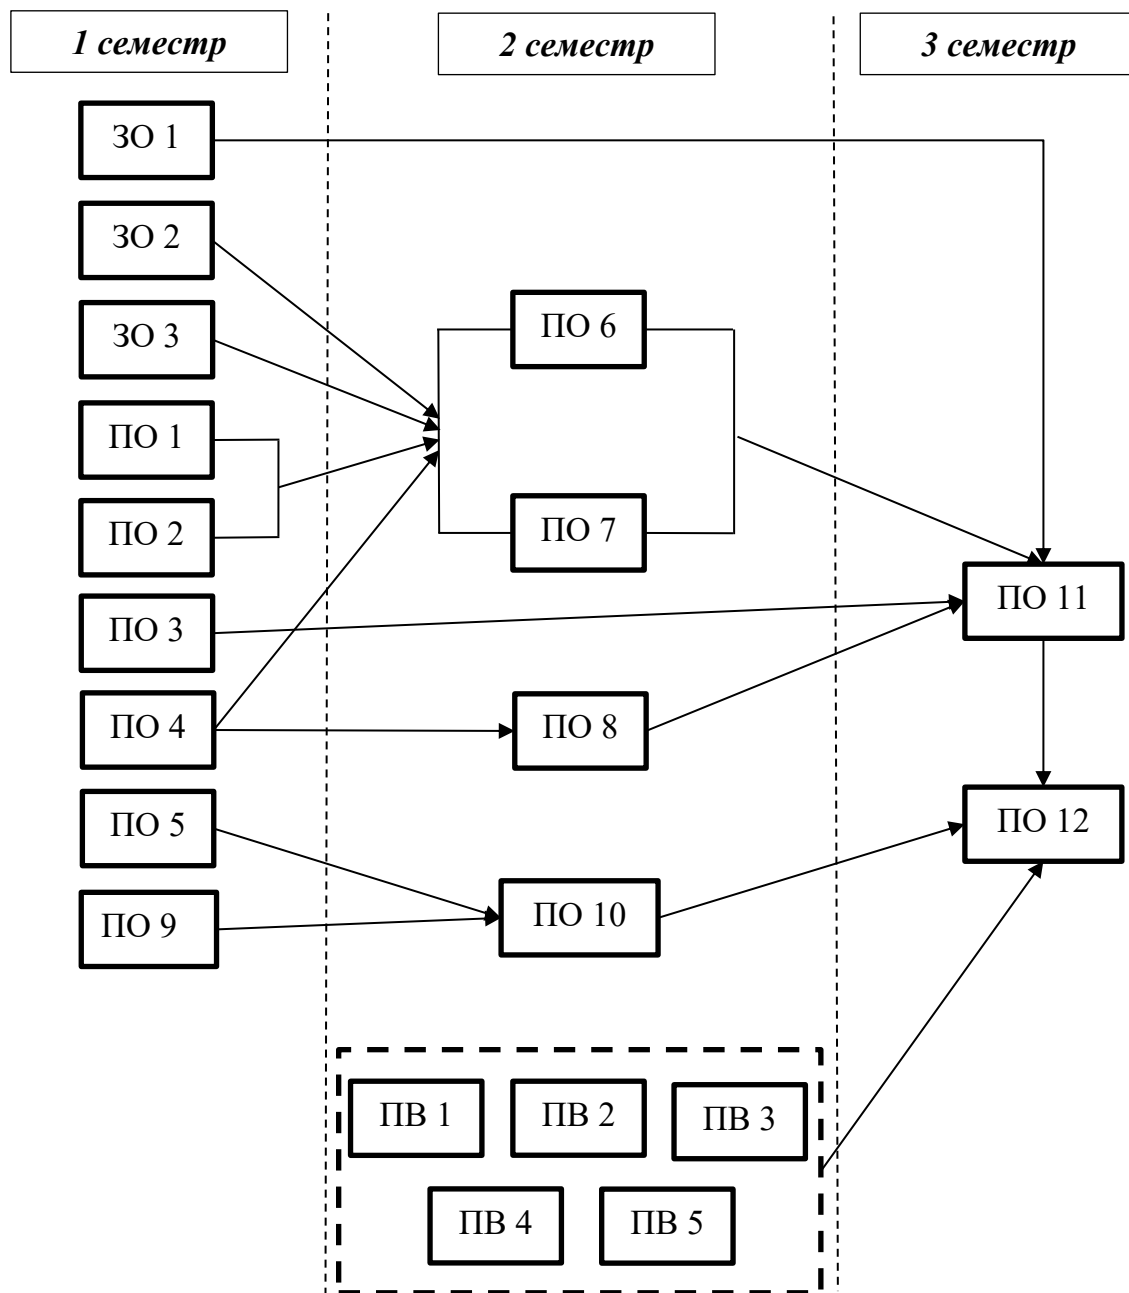 1 семестр
2 семестр
3 семестр
ЗО 1
ЗО 2
ЗО 3
ПО 1
ПО 2
ПО 3
ПО 4
ПО 5
ПО 9
ПО 6
ПО 7
ПО 8
ПО 10
ПВ 1
ПВ 2
ПВ 3
ПВ 4
ПВ 5
ПО 11
ПО 12